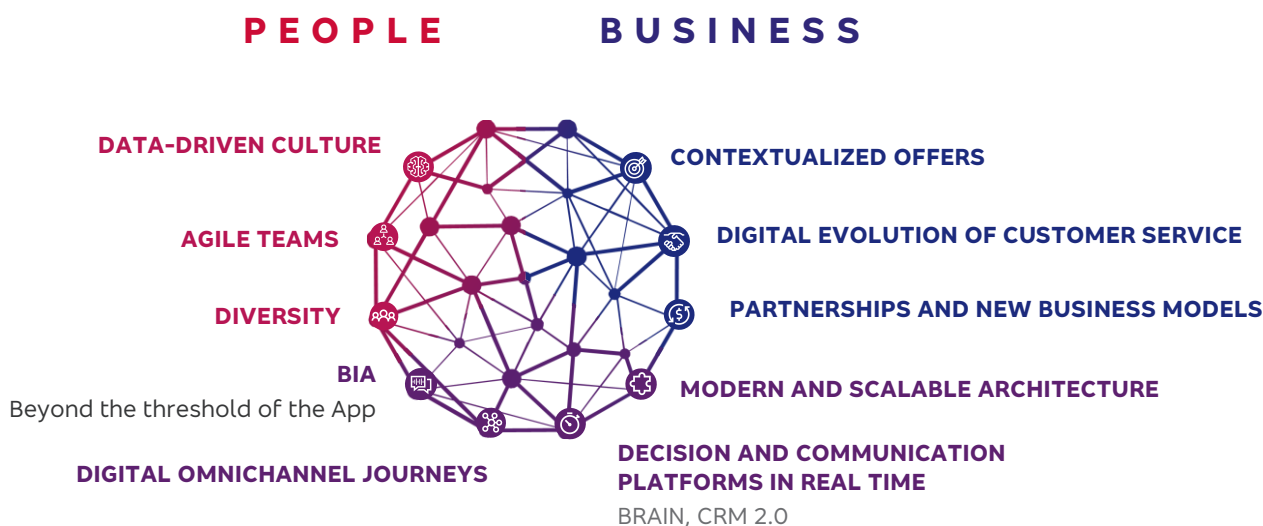 PEOPLE
BUSINESS
DATA-DRIVEN CULTURE
AGILE TEAMS
DIVERSITY
BIA
Beyond the threshold of the App
DIGITAL OMNICHANNEL JOURNEYS
CONTEXTUALIZED OFFERS
DIGITAL EVOLUTION OF CUSTOMER SERVICE
PARTNERSHIPS AND NEW BUSINESS MODELS
MODERN AND SCALABLE ARCHITECTURE
DECISION AND COMMUNICATION
PLATFORMS IN REAL TIME
BRAIN, CRM 2.0